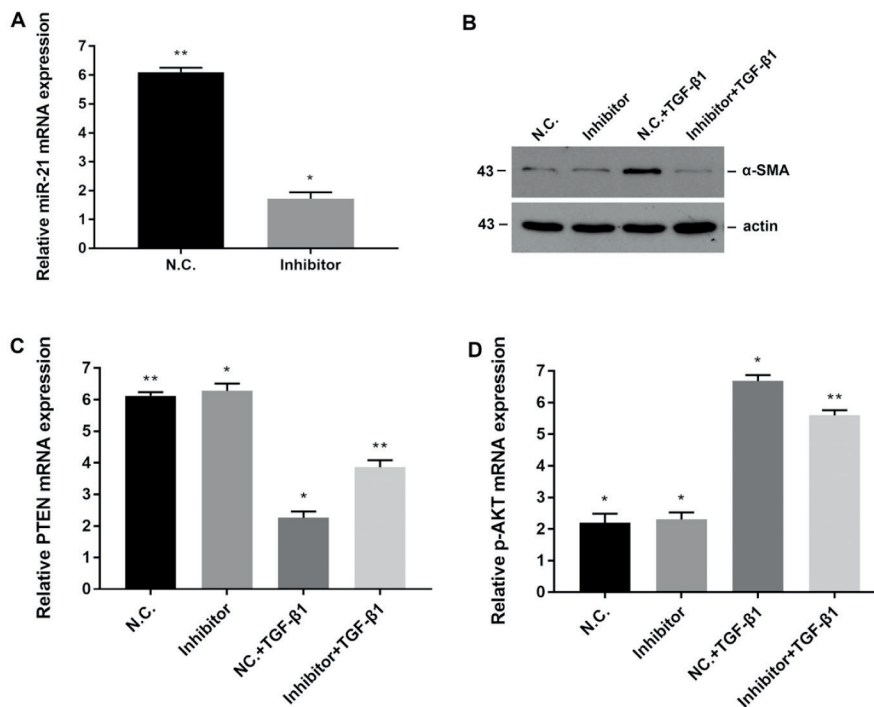 A
Relative miR-21 mRNA expression
7
6
5
4
3
2
1
0
**
*
N.C.
Inhibitor
B
N.C.
Inhibitor
N.C.+TGF-β1
Inhibitor+TGF-β1
43
α-SMA
43
actin
C
Relative PTEN mRNA expression
7
6
5
4
3
2
1
0
**
*
*
**
N.C.
Inhibitor
NC.+TGF-β1
Inhibitor+TGF-β1
D
Relative p-AKT mRNA expression
7
6
5
4
3
2
1
0
*
*
*
**
N.C.
Inhibitor
NC.+TGF-β1
Inhibitor+TGF-β1